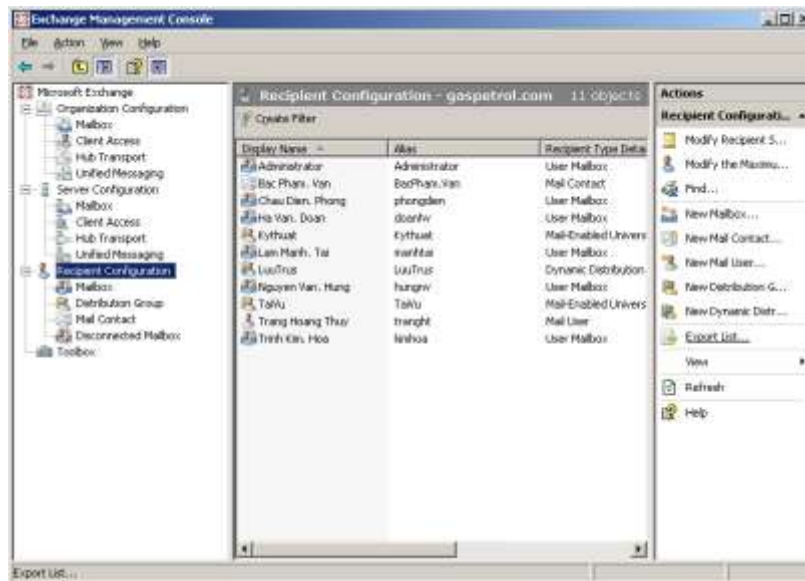 Exchange Management Console
File Action View Help
Microsoft Exchange
Organization Configuration
Mailbox
Client Access
Hub Transport
Unified Messaging
Server Configuration
Mailbox
Client Access
Hub Transport
Unified Messaging
Recipient Configuration
Mailbox
Distribution Group
Mail Contact
Disconnected Mailbox
Toolbox
Recipient Configuration - gaspetrol.com 11 objects
Create Filter
Display Name Alias Recipient Type Detai
Administrator Administrator User Mailbox
Bac Pham. Van BacPham.Van Mail Contact
Chau Dien. Phong phongdien User Mailbox
Ha Van. Doan doanhv User Mailbox
Kythuat Kythuat Mail-Enabled Univers
Lam Manh. Tai manhtai User Mailbox
LuuTrus LuuTrus Dynamic Distribution
Nguyen Van. Hung hungnv User Mailbox
TaiVu TaiVu Mail-Enabled Univers
Trang Hoang Thuy tranght Mail User
Trinh Kim. Hoa kimhoa User Mailbox
Actions
Recipient Configurati...
Modify Recipient S...
Modify the Maximu...
Find...
New Mailbox...
New Mail Contact...
New Mail User...
New Distribution G...
New Dynamic Distr...
Export List...
View
Refresh
Help
Export List...